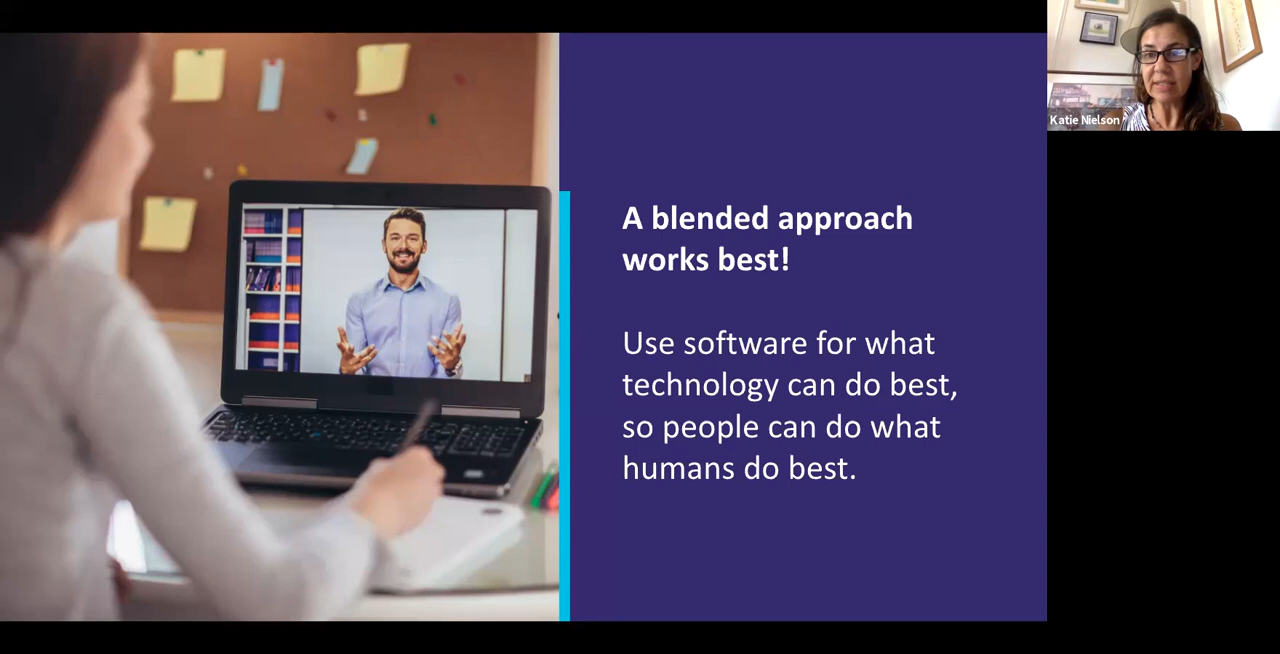 Katie Nielson
A blended approach
works best!
Use software for what
technology can do best,
so people can do what
humans do best.